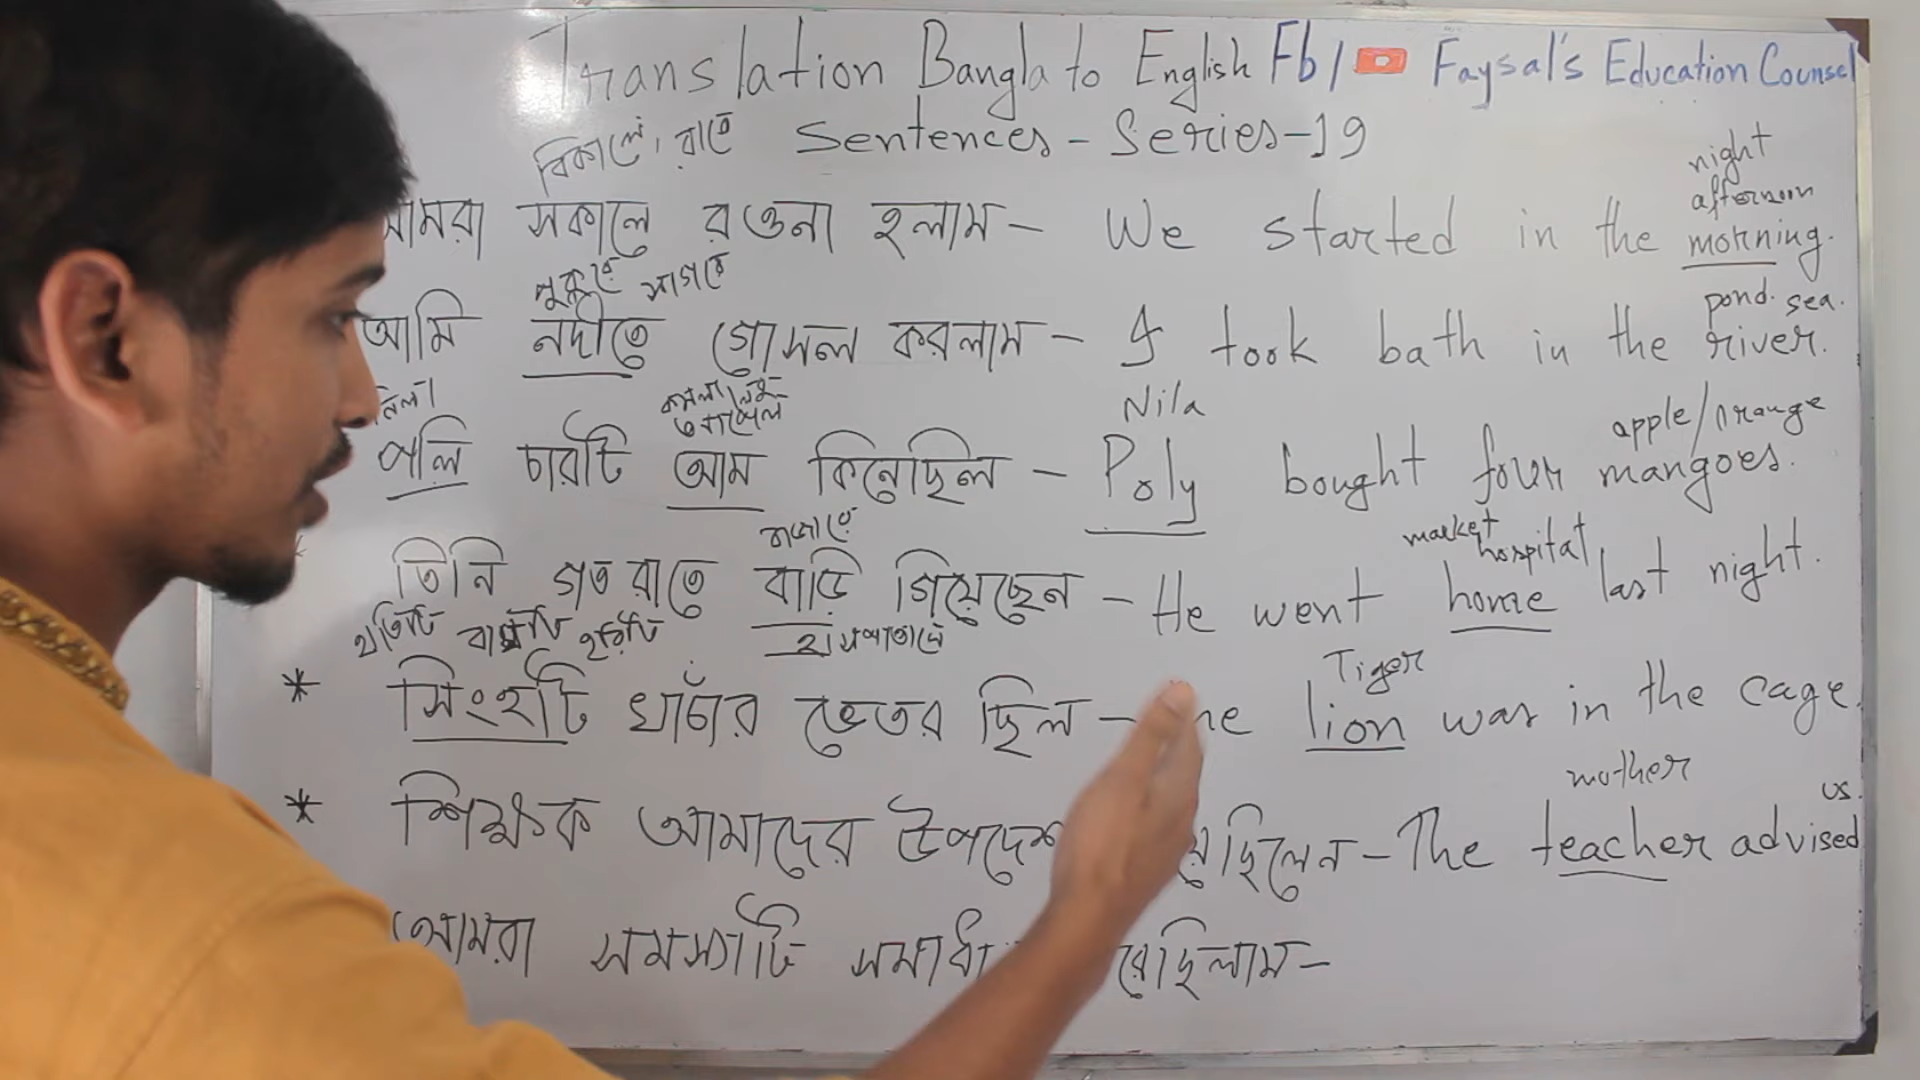 Translation Bangla to English Fb/ Faysal's Education Counsel
বিকালে, রাতে Sentences - Series-19
night
afternoon
আমরা সকালে রওনা হলাম - We started in the morning.
পুকুরে সাগরে pond. sea.
আমি নদীতে গোসল করলাম - I took bath in the river.
নিলা Nila
apple/orange
পলি চারটি আম কিনেছিল - Poly bought four mangoes.
বাজারে market hospital
তিনি গত রাতে বাড়ি গিয়েছেন - He went home last night.
হরিণটি হাসপাতালে
Tiger
* সিংহটি খাঁচার ভেতর ছিল - he lion was in the cage.
mother us.
* শিক্ষক আমাদের উপদেশ য়েছিলেন - The teacher advised
আমরা সমস্যাটি সমাধা রেছিলাম -